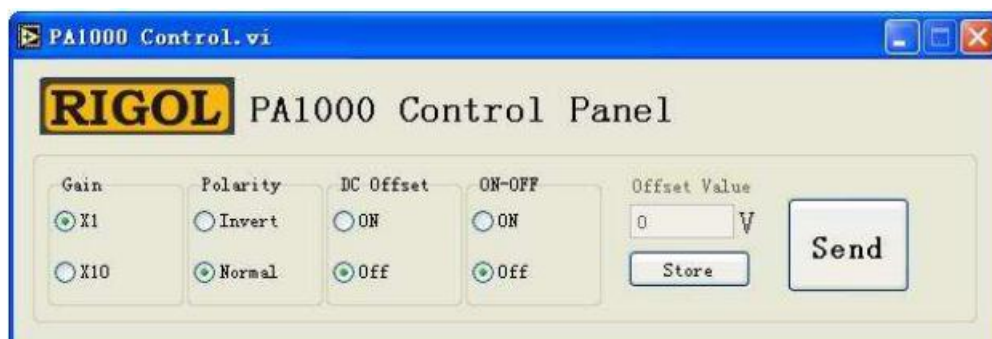 PA1000 Control.vi
RIGOL PA1000 Control Panel
Gain Polarity DC Offset ON-OFF Offset Value
X1 Invert ON ON 0 V
X10 Normal Off Off Store
Send